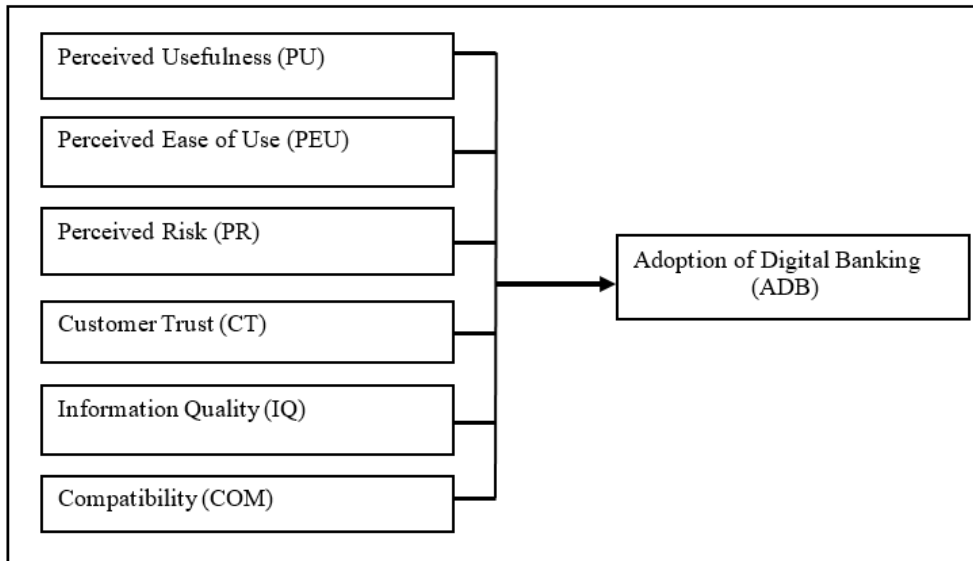 Perceived Usefulness (PU)
Perceived Ease of Use (PEU)
Perceived Risk (PR)
Customer Trust (CT)
Information Quality (IQ)
Compatibility (COM)
Adoption of Digital Banking
(ADB)